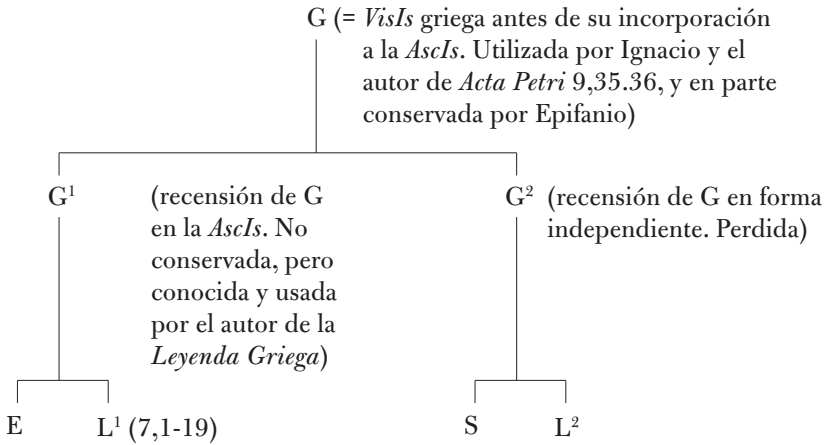 G (= VisIs griega antes de su incorporación
a la AscIs. Utilizada por Ignacio y el
autor de Acta Petri 9,35.36, y en parte
conservada por Epifanio)
G¹
(recensión de G
en la AscIs. No
conservada, pero
conocida y usada
por el autor de la
Leyenda Griega)
G² (recensión de G en forma
independiente. Perdida)
E
L¹ (7,1-19)
S
L²